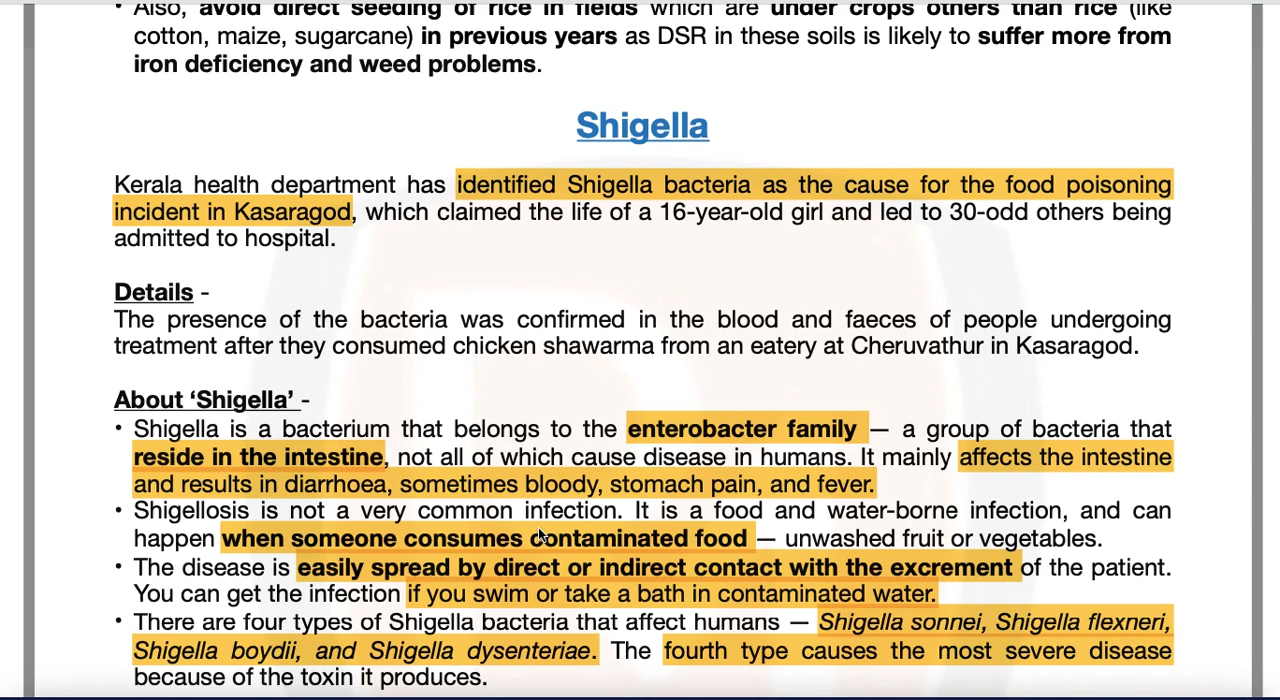 • Also, avoid direct seeding of rice in fields which are under crops others than rice (like
cotton, maize, sugarcane) in previous years as DSR in these soils is likely to suffer more from
iron deficiency and weed problems.
Shigella
Kerala health department has identified Shigella bacteria as the cause for the food poisoning
incident in Kasaragod, which claimed the life of a 16-year-old girl and led to 30-odd others being
admitted to hospital.
Details -
The presence of the bacteria was confirmed in the blood and faeces of people undergoing
treatment after they consumed chicken shawarma from an eatery at Cheruvathur in Kasaragod.
About ‘Shigella’ -
• Shigella is a bacterium that belongs to the enterobacter family — a group of bacteria that
reside in the intestine, not all of which cause disease in humans. It mainly affects the intestine
and results in diarrhoea, sometimes bloody, stomach pain, and fever.
• Shigellosis is not a very common infection. It is a food and water-borne infection, and can
happen when someone consumes contaminated food — unwashed fruit or vegetables.
• The disease is easily spread by direct or indirect contact with the excrement of the patient.
You can get the infection if you swim or take a bath in contaminated water.
• There are four types of Shigella bacteria that affect humans — Shigella sonnei, Shigella flexneri,
Shigella boydii, and Shigella dysenteriae. The fourth type causes the most severe disease
because of the toxin it produces.